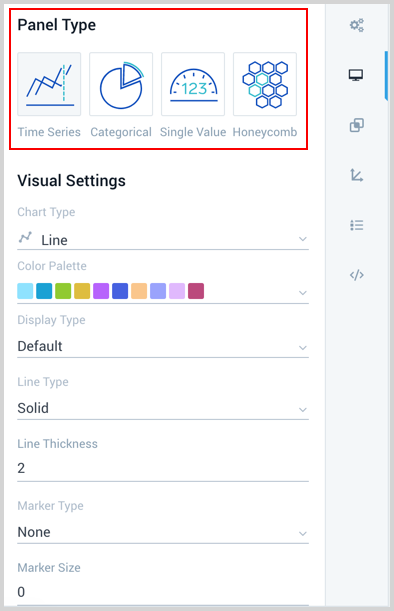 Panel Type
123
Time Series Categorical Single Value Honeycomb
Visual Settings
Chart Type
Line
Color Palette
Display Type
Default
Line Type
Solid
Line Thickness
2
Marker Type
None
Marker Size
0